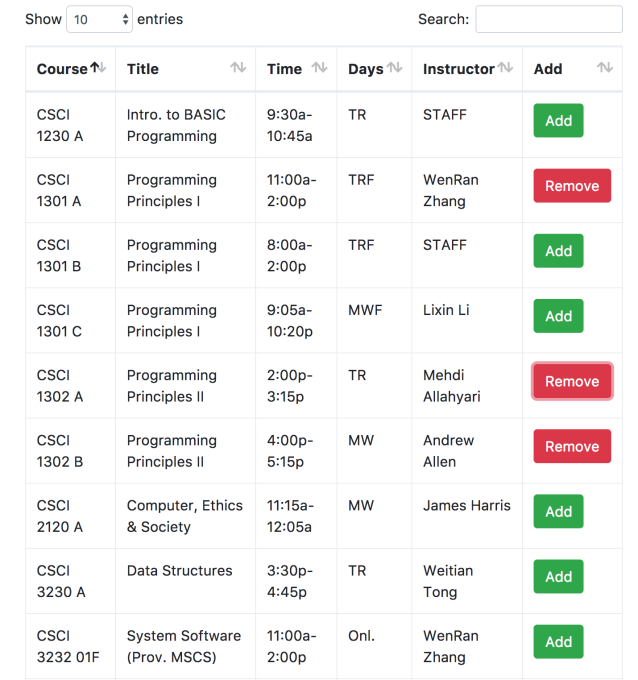 Show 10 entries Search:
Course Title Time Days Instructor Add
CSCI Intro. to BASIC 9:30a- TR STAFF Add
1230 A Programming 10:45a
CSCI Programming 11:00a- TRF WenRan Remove
1301 A Principles I 2:00p Zhang
CSCI Programming 8:00a- TRF STAFF Add
1301 B Principles I 2:00p
CSCI Programming 9:05a- MWF Lixin Li Add
1301 C Principles I 10:20p
CSCI Programming 2:00p- TR Mehdi Remove
1302 A Principles II 3:15p Allahyari
CSCI Programming 4:00p- MW Andrew Remove
1302 B Principles II 5:15p Allen
CSCI Computer, Ethics 11:15a- MW James Harris Add
2120 A & Society 12:05a
CSCI Data Structures 3:30p- TR Weitian Add
3230 A 4:45p Tong
CSCI System Software 11:00a- Onl. WenRan Add
3232 01F (Prov. MSCS) 2:00p Zhang